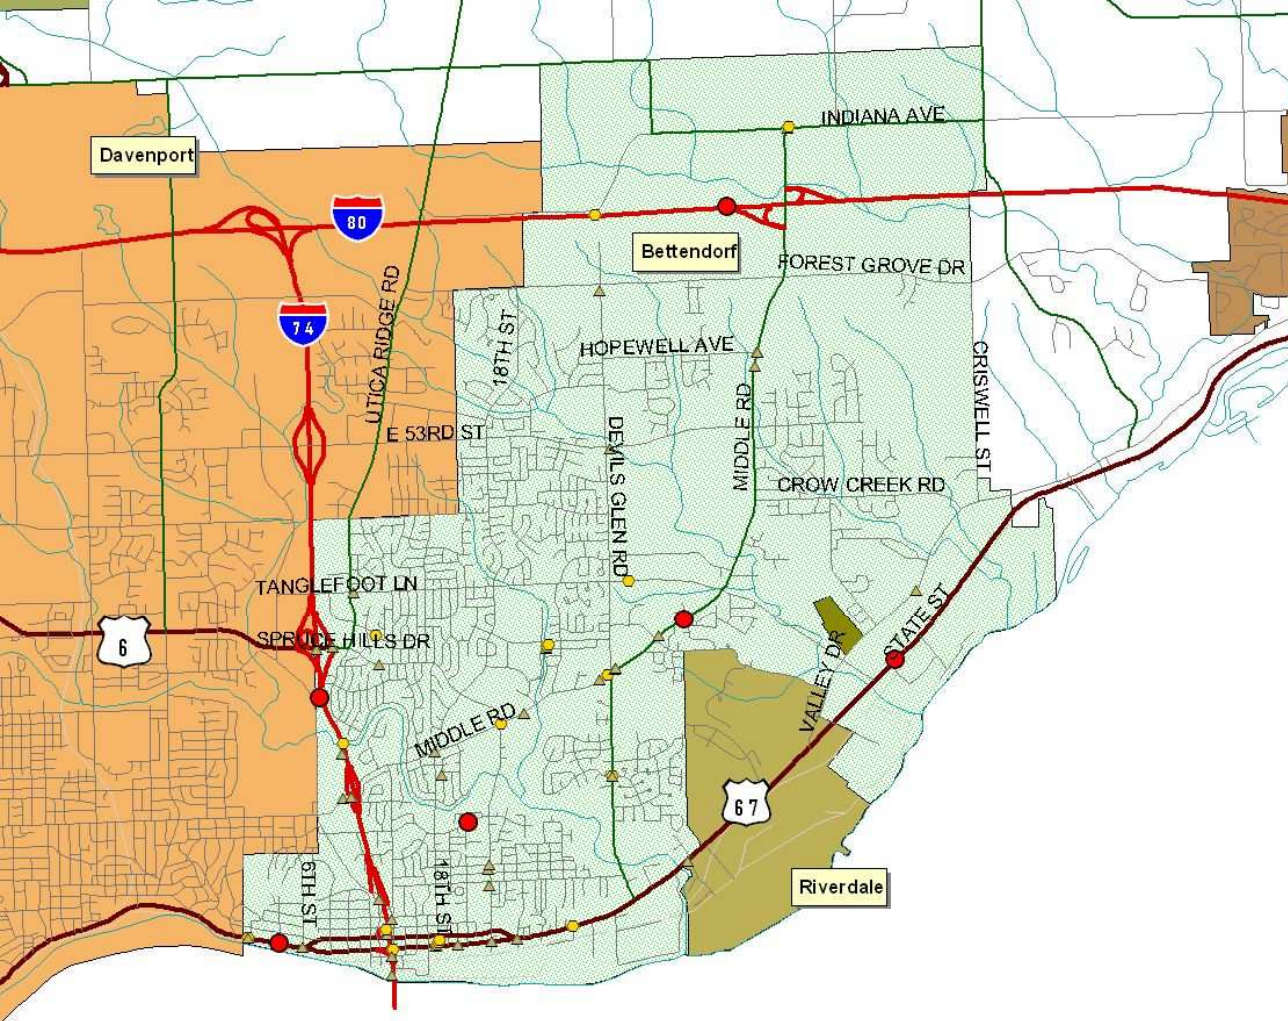 INDIANA AVE
Davenport
80
Bettendorf
FOREST GROVE DR
74
UTICA RIDGE RD
18TH ST
HOPEWELL AVE
CRISWELL ST
MIDDLE RD
E 53RD ST
DEVILS GLEN RD
CROW CREEK RD
TANGLEFOOT LN
6
SPRUCE HILLS DR
STATE ST
VALLEY DR
MIDDLE RD
67
6TH ST
18TH ST
Riverdale